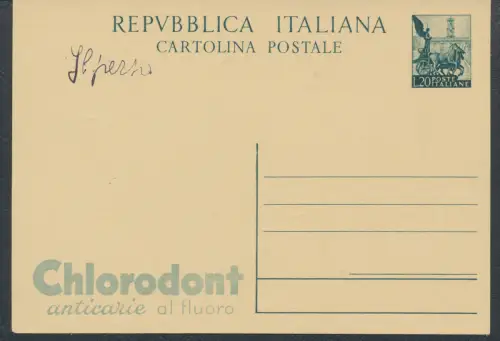 REPVBBLICA ITALIANA
CARTOLINA POSTALE
L.20 POSTE ITALIANE
Chlorodont
anticarie al fluoro